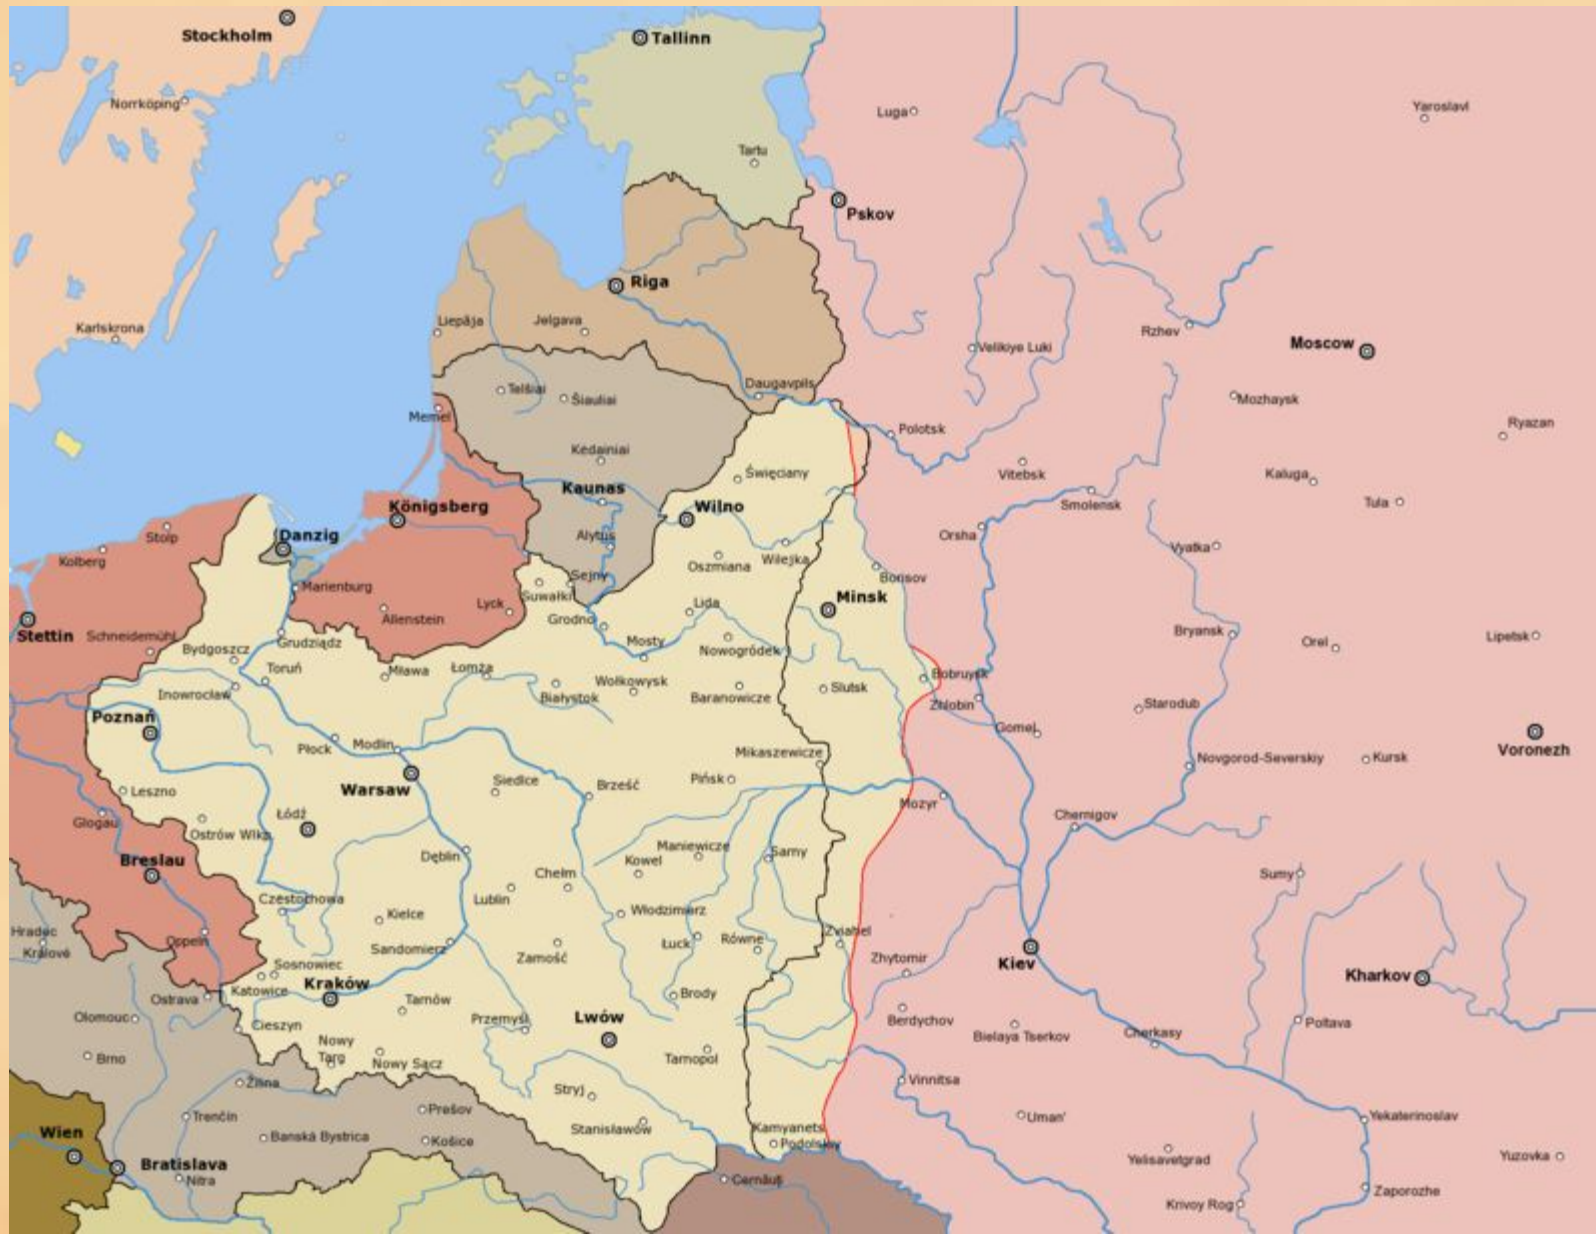 Stockholm
Tallinn
Norrköping
Luga
Yaroslavl
Tartu
Pskov
Riga
Karlskrona
Liepāja
Jelgava
Velikiye Luki
Rzhev
Moscow
Daugavpils
Telšiai
Šiauliai
Mozhaysk
Memel
Polotsk
Ryazan
Kėdainiai
Święciany
Vitebsk
Kaluga
Kaunas
Königsberg
Wilno
Smolensk
Tula
Stolp
Danzig
Alytus
Orsha
Kolberg
Oszmiana
Wilejka
Vyatka
Sejny
Borisov
Marienburg
Suwałki
Lyck
Lida
Minsk
Allenstein
Grodno
Stettin
Schneidemühl
Grudziądz
Mosty
Nowogródek
Bryansk
Orel
Lipetsk
Bydgoszcz
Toruń
Mława
Łomża
Bobruysk
Inowrocław
Białystok
Wołkowysk
Baranowicze
Slutsk
Zhlobin
Starodub
Poznań
Gomel
Płock
Modlin
Mikaszewicze
Voronezh
Novgorod-Severskiy
Kursk
Warsaw
Siedlce
Brześć
Pińsk
Leszno
Mozyr
Glogau
Łódź
Chernigov
Ostrów Wlkp.
Breslau
Dęblin
Maniewicze
Sarny
Kowel
Chełm
Sumy
Lublin
Częstochowa
Kielce
Włodzimierz
Hradec
Králové
Oppeln
Sandomierz
Zamość
Łuck
Równe
Zviahel
Zhytomir
Kiev
Kharkov
Sosnowiec
Katowice
Kraków
Ostrava
Tarnów
Brody
Olomouc
Cieszyn
Przemyśl
Lwów
Berdychov
Bielaya Tserkov
Cherkasy
Poltava
Brno
Nowy
Targ
Nowy Sącz
Tarnopol
Žilina
Stryj
Vinnitsa
Trenčín
Prešov
Uman'
Yekaterinoslav
Wien
Banská Bystrica
Košice
Stanisławów
Kamyanets
Podolskiy
Bratislava
Yelisavetgrad
Yuzovka
Nitra
Cernăuţi
Zaporozhe
Krivoy Rog